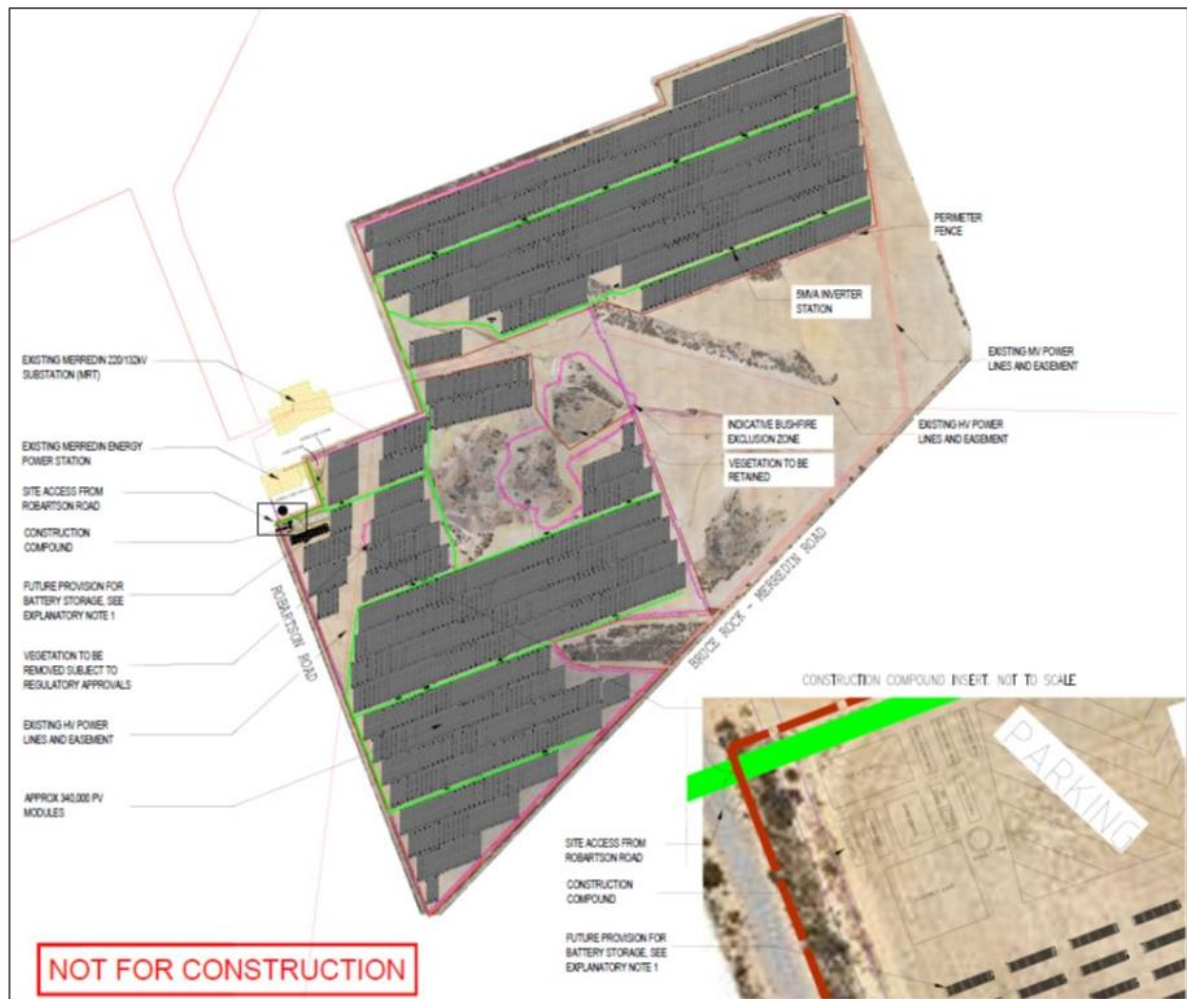 PERIMETER
FENCE
5MVA INVERTER
STATION
EXISTING MERREDIN 220/132kV
SUBSTATION (MRT)
EXISTING MV POWER
LINES AND EASEMENT
INDICATIVE BUSHFIRE
EXCLUSION ZONE
EXISTING HV POWER
LINES AND EASEMENT
EXISTING MERREDIN ENERGY
POWER STATION
VEGETATION TO BE
RETAINED
SITE ACCESS FROM
ROBARTSON ROAD
CONSTRUCTION
COMPOUND
FUTURE PROVISION FOR
BATTERY STORAGE, SEE
EXPLANATORY NOTE 1
ROBARTSON ROAD
BRUCE ROCK - MERREDIN ROAD
VEGETATION TO BE
REMOVED SUBJECT TO
REGULATORY APPROVALS
EXISTING HV POWER
LINES AND EASEMENT
APPROX 340,000 PV
MODULES
CONSTRUCTION COMPOUND INSERT. NOT TO SCALE
PARKING
SITE ACCESS FROM
ROBARTSON ROAD
CONSTRUCTION
COMPOUND
FUTURE PROVISION FOR
BATTERY STORAGE, SEE
EXPLANATORY NOTE 1
NOT FOR CONSTRUCTION